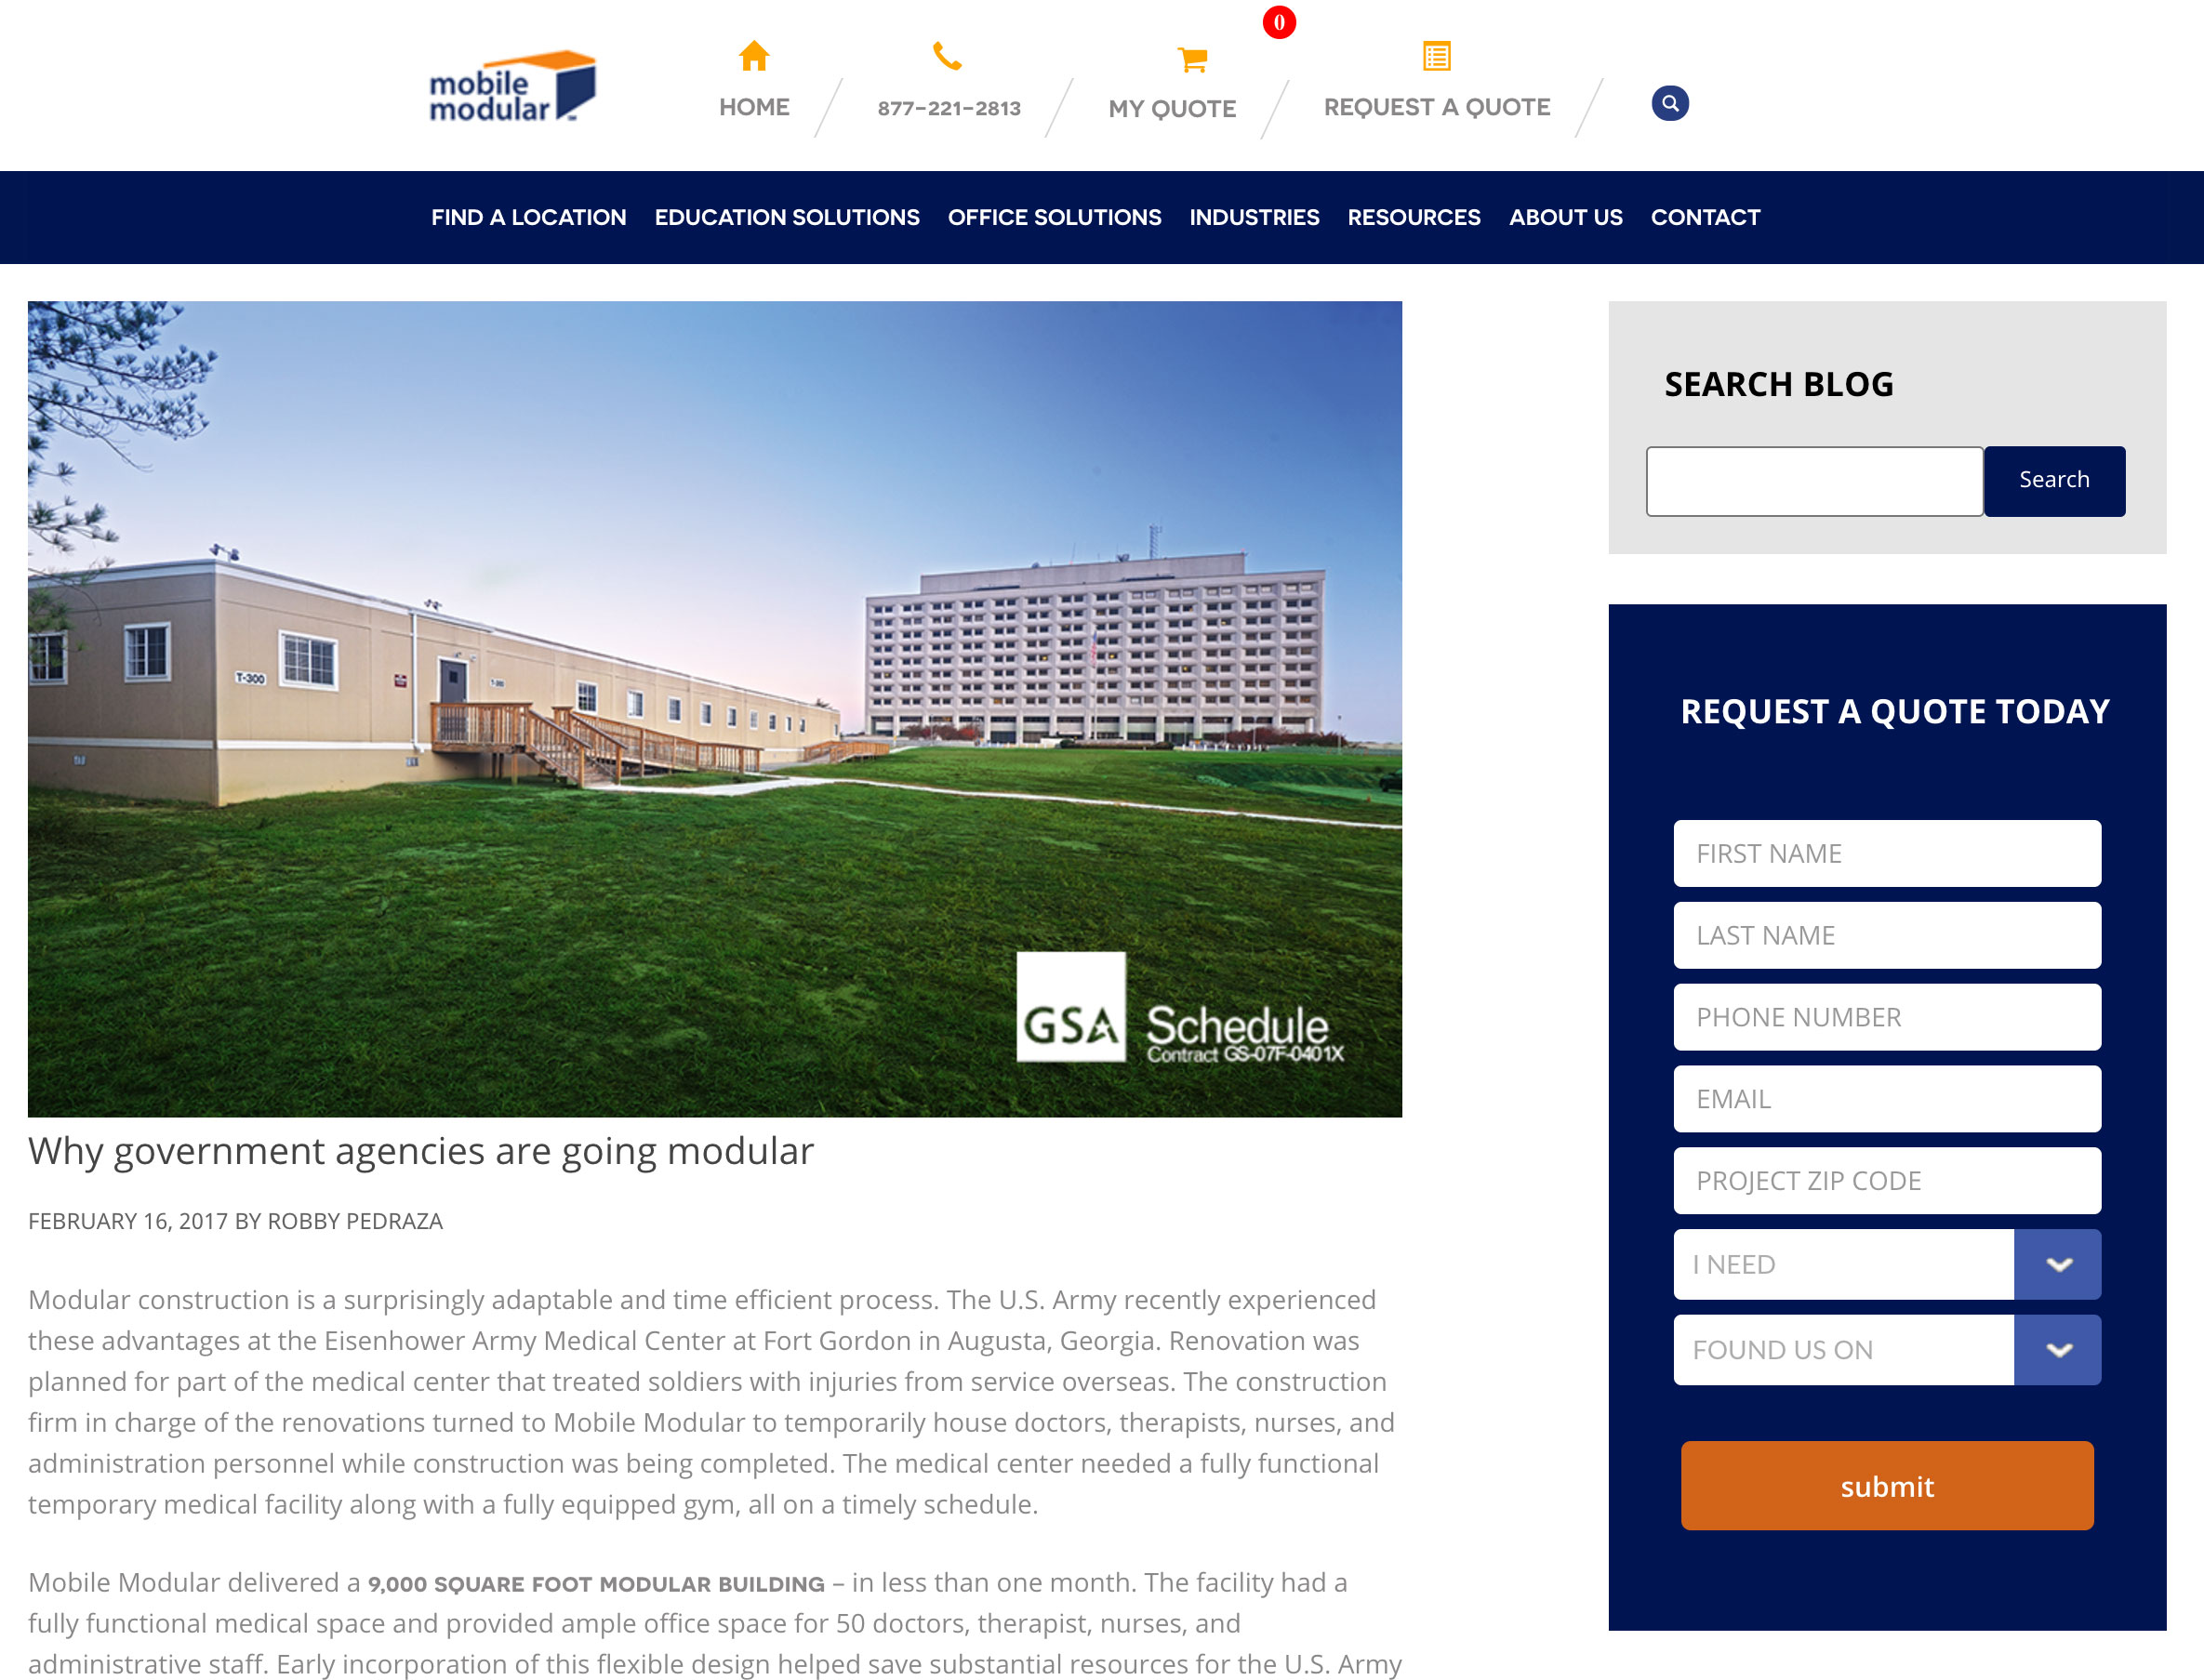 mobile
modular
HOME
877-221-2813
0
MY QUOTE
REQUEST A QUOTE
FIND A LOCATION EDUCATION SOLUTIONS OFFICE SOLUTIONS INDUSTRIES RESOURCES ABOUT US CONTACT
T-300
GSA Schedule
Contract GS-07F-0401X
Why government agencies are going modular
FEBRUARY 16, 2017 BY ROBBY PEDRAZA
Modular construction is a surprisingly adaptable and time efficient process. The U.S. Army recently experienced
these advantages at the Eisenhower Army Medical Center at Fort Gordon in Augusta, Georgia. Renovation was
planned for part of the medical center that treated soldiers with injuries from service overseas. The construction
firm in charge of the renovations turned to Mobile Modular to temporarily house doctors, therapists, nurses, and
administration personnel while construction was being completed. The medical center needed a fully functional
temporary medical facility along with a fully equipped gym, all on a timely schedule.
Mobile Modular delivered a 9,000 SQUARE FOOT MODULAR BUILDING – in less than one month. The facility had a
fully functional medical space and provided ample office space for 50 doctors, therapist, nurses, and
administrative staff. Early incorporation of this flexible design helped save substantial resources for the U.S. Army
SEARCH BLOG
Search
REQUEST A QUOTE TODAY
FIRST NAME
LAST NAME
PHONE NUMBER
EMAIL
PROJECT ZIP CODE
I NEED
FOUND US ON
submit